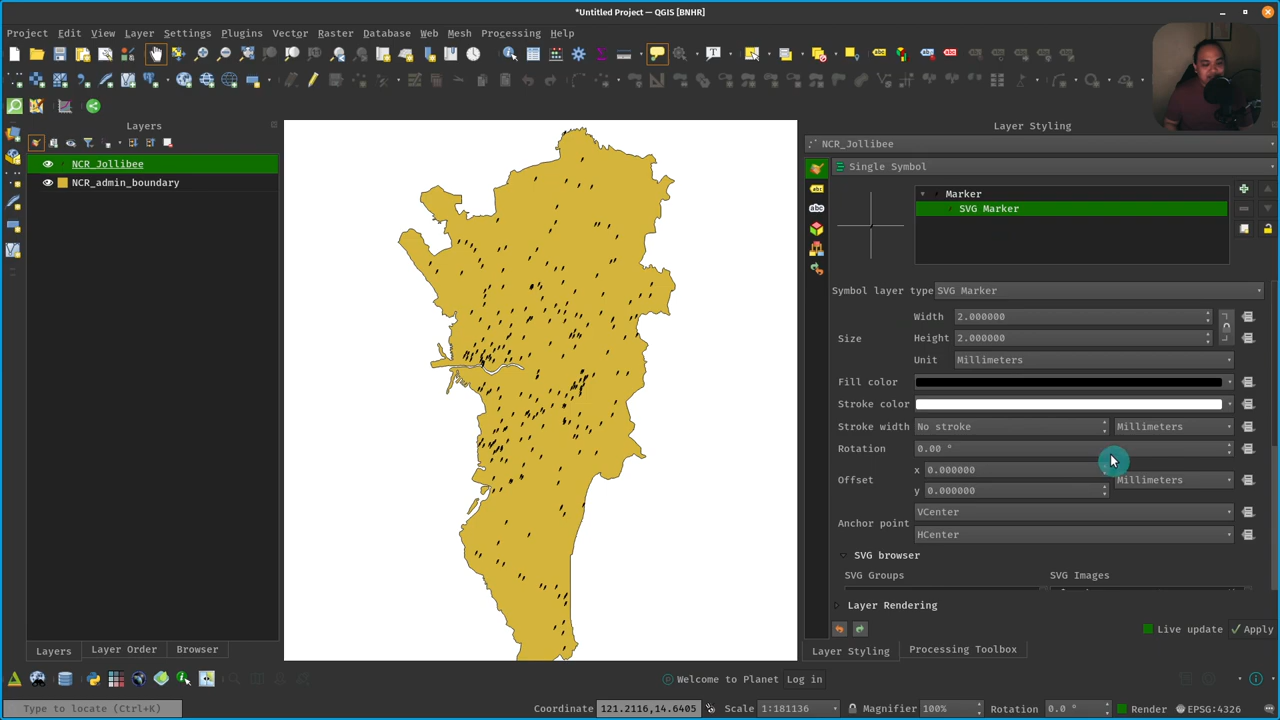 *Untitled Project — QGIS [BNHR]
Project Edit View Layer Settings Plugins Vector Raster Database Web Mesh Processing Help
Layers
NCR_Jollibee
NCR_admin_boundary
Layers Layer Order Browser
Layer Styling
NCR_Jollibee
Single Symbol
Marker
SVG Marker
Symbol layer type SVG Marker
Size
Width 2.000000
Height 2.000000
Unit Millimeters
Fill color
Stroke color
Stroke width No stroke Millimeters
Rotation 0.00 °
Offset
x 0.000000
Millimeters
y 0.000000
Anchor point
VCenter
HCenter
SVG browser
SVG Groups SVG Images
Layer Rendering
Live update Apply
Layer Styling Processing Toolbox
Welcome to Planet Log in
Type to locate (Ctrl+K) Coordinate 121.2116,14.6405 Scale 1:181136 Magnifier 100% Rotation 0.0 ° Render EPSG:4326